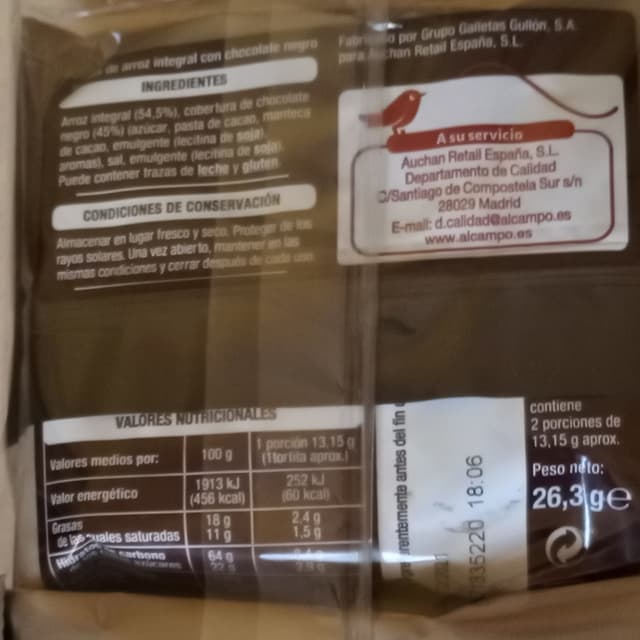 de arroz integral con chocolate negro
INGREDIENTES
Arroz integral (54,5%), cobertura de chocolate
negro (45%) (azúcar, pasta de cacao, manteca
de cacao, emulgente (lecitina de soja),
aromas), sal, emulgente (lecitina de soja).
Puede contener trazas de leche y gluten.
CONDICIONES DE CONSERVACIÓN
Almacenar en lugar fresco y seco. Proteger de los
rayos solares. Una vez abierto, mantener en las
mismas condiciones y cerrar después de cada uso.
por Grupo Galletas Gullón, S.A.
para Auchan Retail España, S.L.
A su servicio
Auchan Retail España, S.L.
Departamento de Calidad
C/Santiago de Compostela Sur s/n
28029 Madrid
E-mail: d.calidad@alcampo.es
www.alcampo.es
VALORES NUTRICIONALES
Valores medios por: 100 g 1 porción 13,15 g
(1tortita aprox.)
Valor energético 1913 kJ 252 kJ
(456 kcal) (60 kcal)
Grasas 18 g 2,4 g
de las cuales saturadas 11 g 1,5 g
Hidratos carbono 64 g
antes del fin
1335220 18:06
contiene
2 porciones de
13,15 g aprox.
Peso neto:
26,3 g e